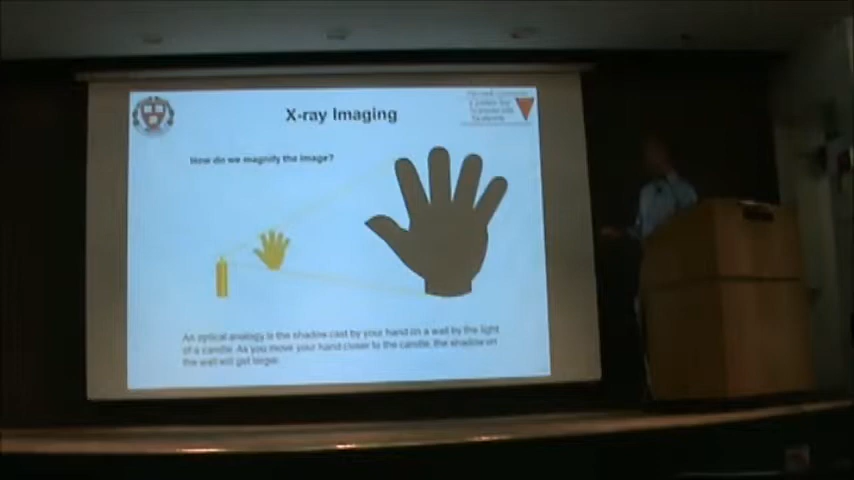 X-ray Imaging
How do we magnify the image?
An optical analogy is the shadow cast by your hand on a wall by the light
of a candle. As you move your hand closer to the candle, the shadow on
the wall will get larger.